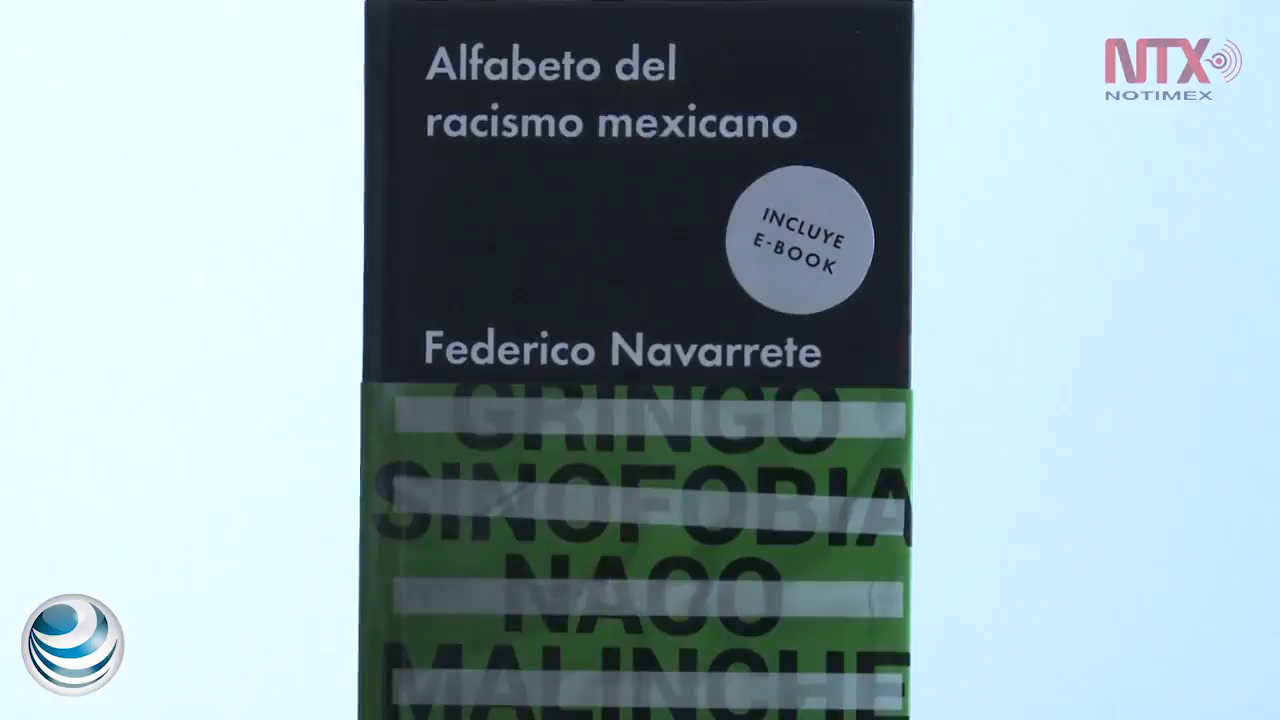 Alfabeto del
racismo mexicano
INCLUYE
E-BOOK
Federico Navarrete
GRINGO
SINOFOBIA
NACO
MALINCHE
NTX
NOTIMEX